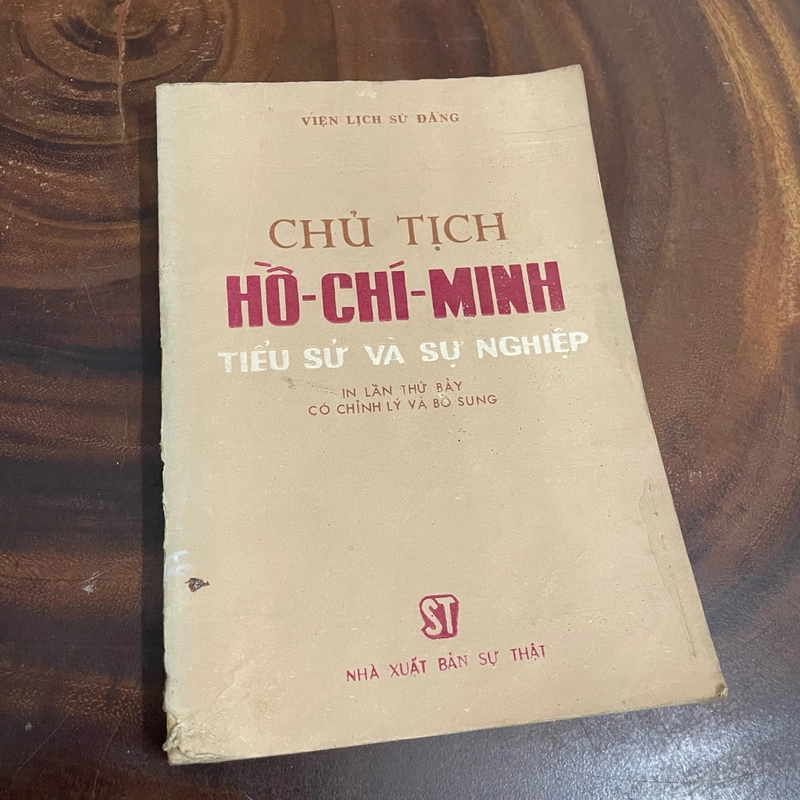 VIỆN LỊCH SỬ ĐẢNG
CHỦ TỊCH
HỒ-CHÍ-MINH
TIỂU SỬ VÀ SỰ NGHIỆP
IN LẦN THỨ BẢY
CÓ CHỈNH LÝ VÀ BỔ SUNG
ST
NHÀ XUẤT BẢN SỰ THẬT